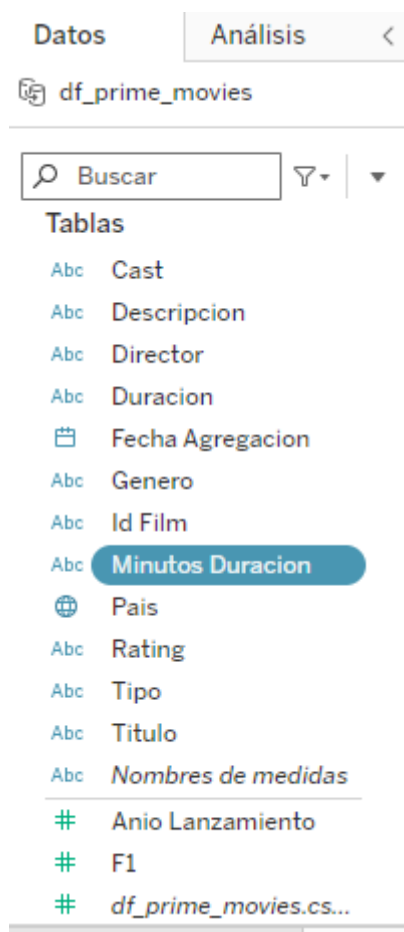 Datos Análisis
df_prime_movies
Buscar
Tablas
Abc Cast
Abc Descripcion
Abc Director
Abc Duracion
Fecha Agregacion
Abc Genero
Abc Id Film
Abc Minutos Duracion
Pais
Abc Rating
Abc Tipo
Abc Titulo
Abc Nombres de medidas
# Anio Lanzamiento
# F1
# df_prime_movies.cs...